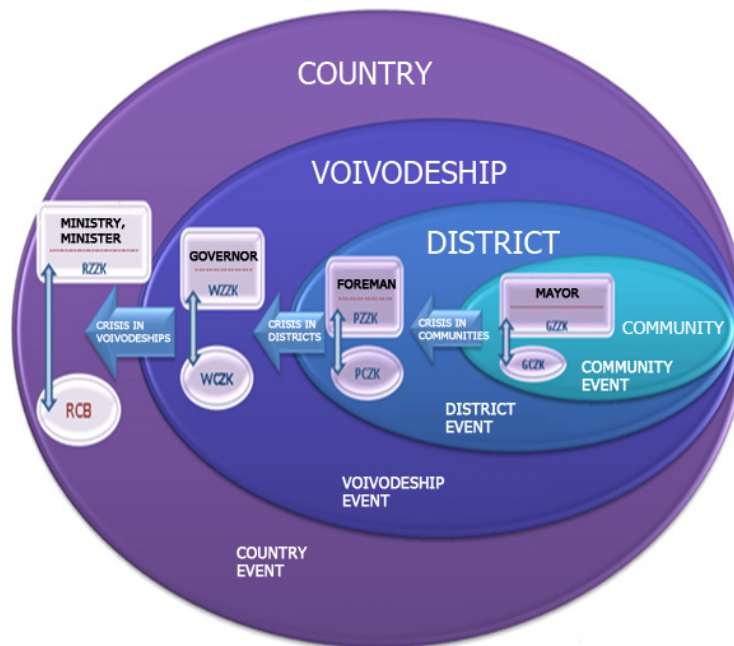 COUNTRY
VOIVODESHIP
DISTRICT
COMMUNITY
MINISTRY,
MINISTER
RZZK
GOVERNOR
WZZK
FOREMAN
PZZK
MAYOR
GZZK
CRISIS IN
VOIVODESHIPS
CRISIS IN
DISTRICTS
CRISIS IN
COMMUNITIES
RCB
WCZK
PCZK
GCZK
COMMUNITY
EVENT
DISTRICT
EVENT
VOIVODESHIP
EVENT
COUNTRY
EVENT